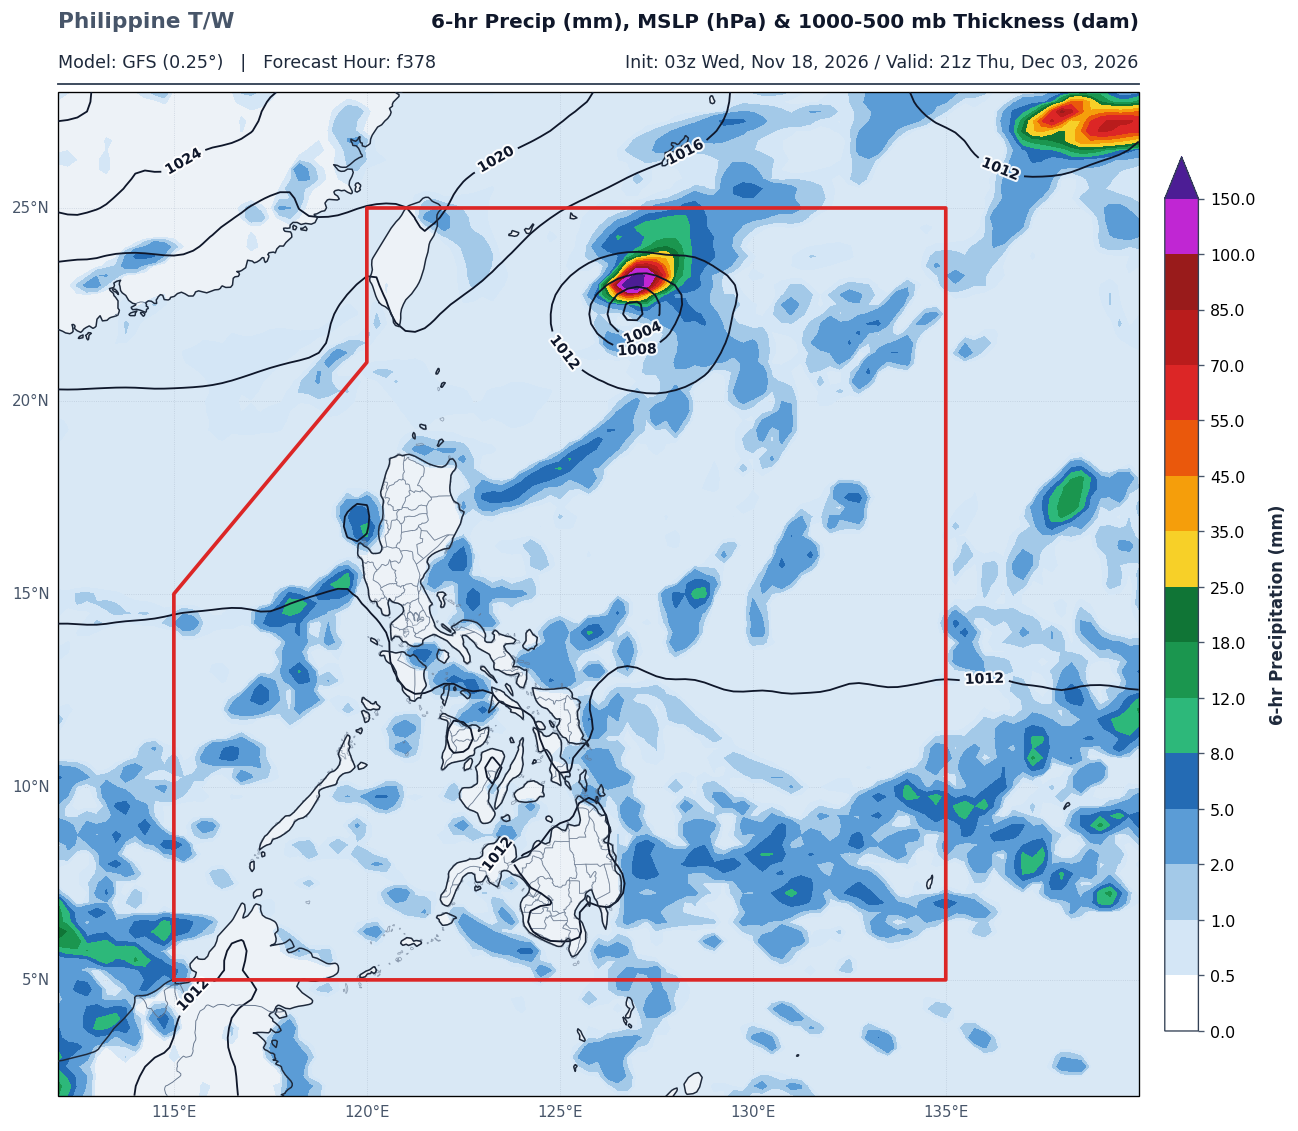 Philippine T/W
6-hr Precip (mm), MSLP (hPa) & 1000-500 mb Thickness (dam)
Model: GFS (0.25°) | Forecast Hour: f378
Init: 03z Wed, Nov 18, 2026 / Valid: 21z Thu, Dec 03, 2026
1024
1020
1016
1012
25°N
1004
1008
1012
20°N
15°N
1012
10°N
1012
5°N
1012
115°E
120°E
125°E
130°E
135°E
150.0
100.0
85.0
70.0
55.0
45.0
35.0
25.0
18.0
12.0
8.0
5.0
2.0
1.0
0.5
0.0
6-hr Precipitation (mm)